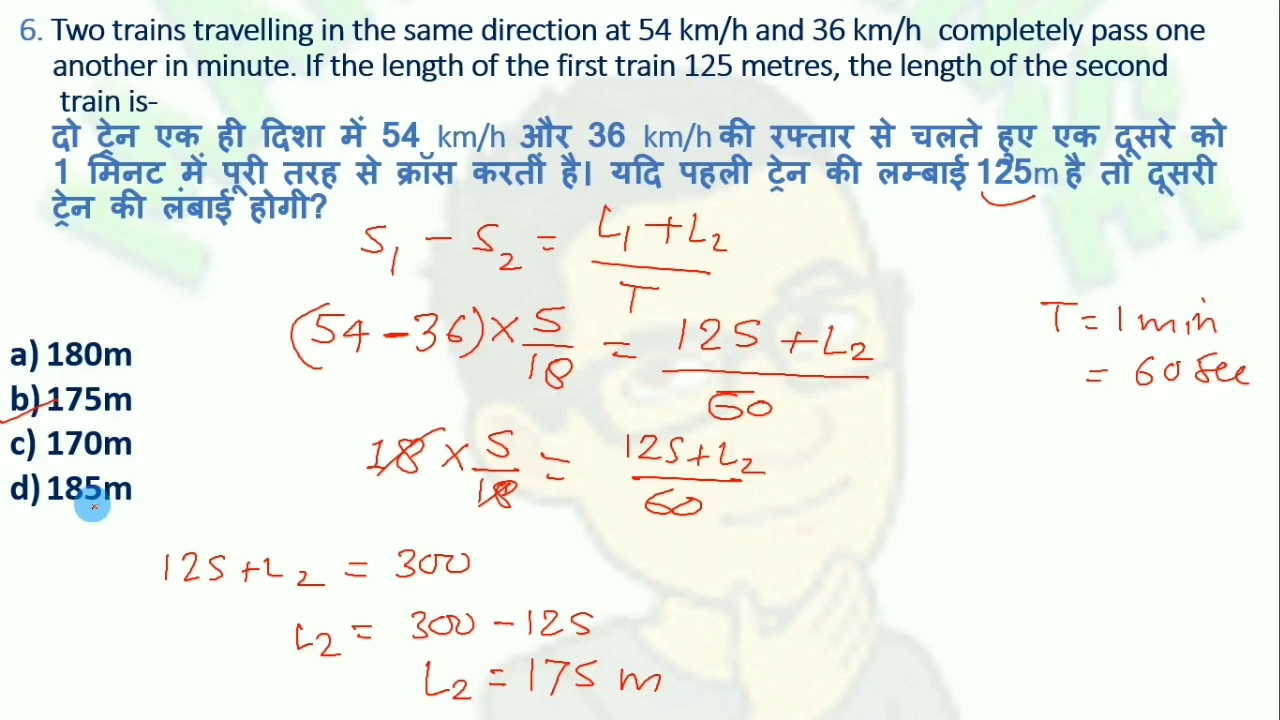 6. Two trains travelling in the same direction at 54 km/h and 36 km/h completely pass one
another in minute. If the length of the first train 125 metres, the length of the second
train is-
दो ट्रेन एक ही दिशा में 54 km/h और 36 km/h की रफ्तार से चलते हुए एक दूसरे को
1 मिनट में पूरी तरह से क्रॉस करतीं है। यदि पहली ट्रेन की लम्बाई 125m है तो दूसरी
ट्रेन की लंबाई होगी?
S₁ - S₂ = (L₁ + L₂)/T
(54 - 36) × 5/18 = (125 + L₂)/60
T = 1 min
= 60 Sec
a) 180m
b) 175m
c) 170m
d) 185m
18 × 5/18 = (125 + L₂)/60
125 + L₂ = 300
L₂ = 300 - 125
L₂ = 175 m